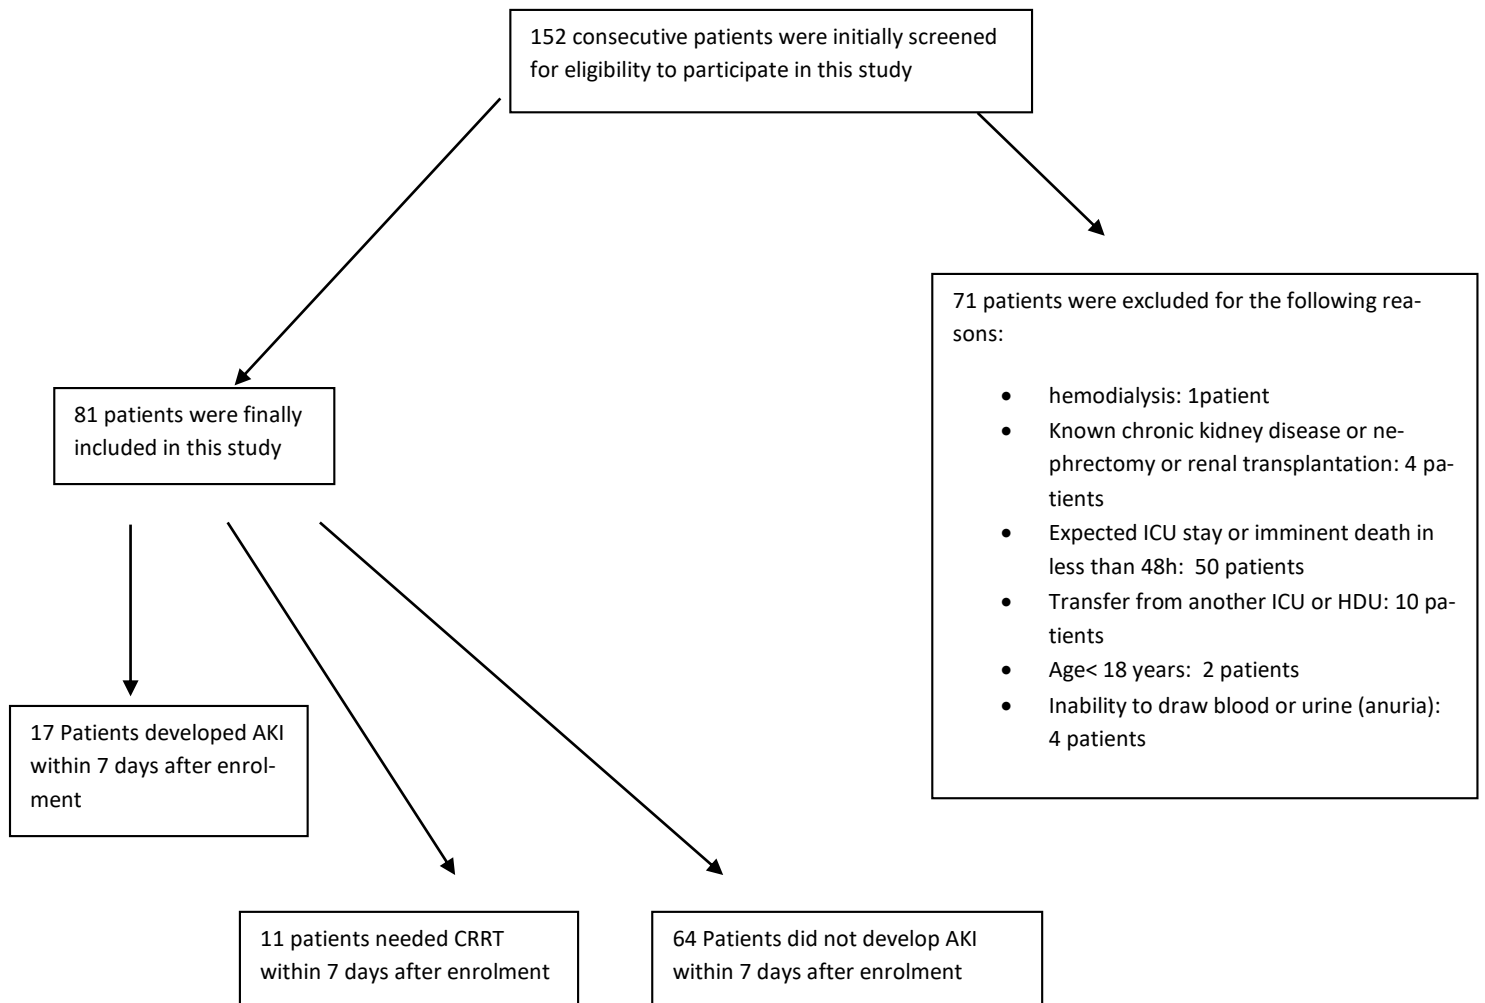 152 consecutive patients were initially screened
for eligibility to participate in this study
71 patients were excluded for the following rea-
sons:
• hemodialysis: 1patient
• Known chronic kidney disease or ne-
phrectomy or renal transplantation: 4 pa-
tients
• Expected ICU stay or imminent death in
less than 48h:  50 patients
• Transfer from another ICU or HDU: 10 pa-
tients
• Age< 18 years:  2 patients
• Inability to draw blood or urine (anuria):
4 patients
81 patients were finally
included in this study
17 Patients developed AKI
within 7 days after enrol-
ment
11 patients needed CRRT
within 7 days after enrolment
64 Patients did not develop AKI
within 7 days after enrolment